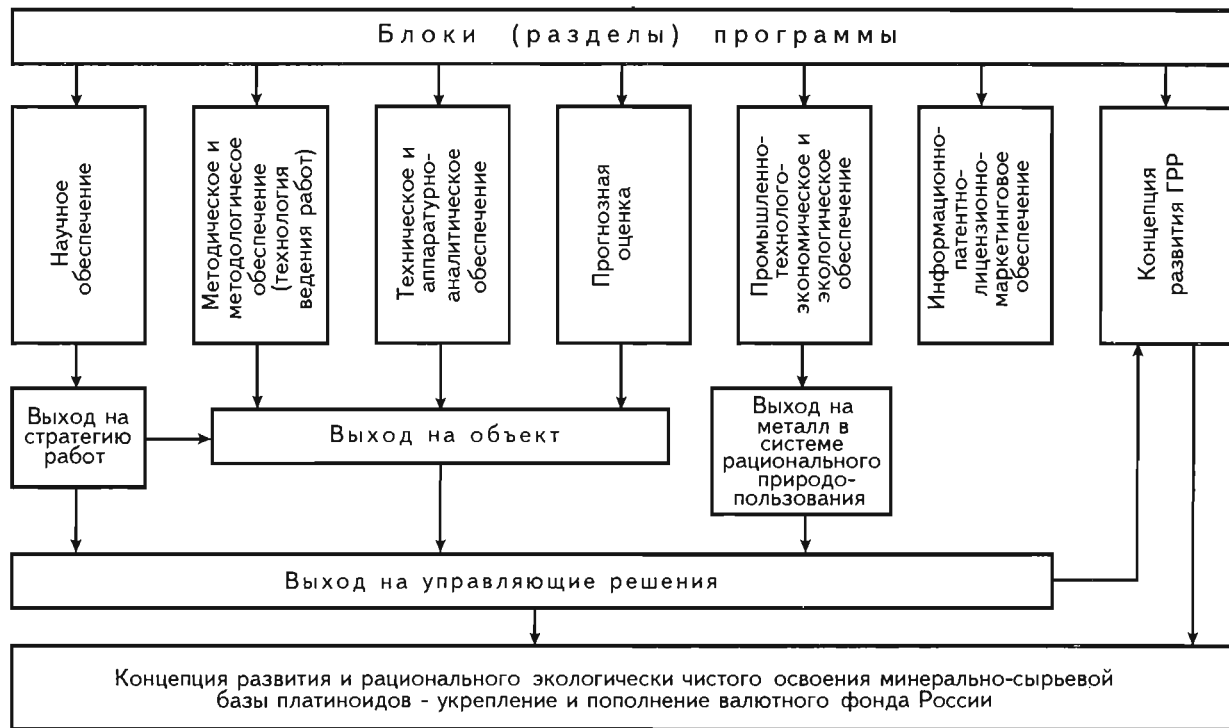 Блоки (разделы) программы
Научное
обеспечение
Методическое и
методологичесое
обеспечение
(технология
ведения работ)
Техническое и
аппаратурно-
аналитическое
обеспечение
Прогнозная
оценка
Промышленно-
технолого-
экономическое и
экологическое
обеспечение
Информационно-
патентно-
лицензионно-
маркетинговое
обеспечение
Концепция
развития ГРР
Выход на
стратегию
работ
Выход на объект
Выход на
металл в
системе
рационального
природо-
пользования
Выход на управляющие решения
Концепция развития и рационального экологически чистого освоения минерально-сырьевой
базы платиноидов - укрепление и пополнение валютного фонда России